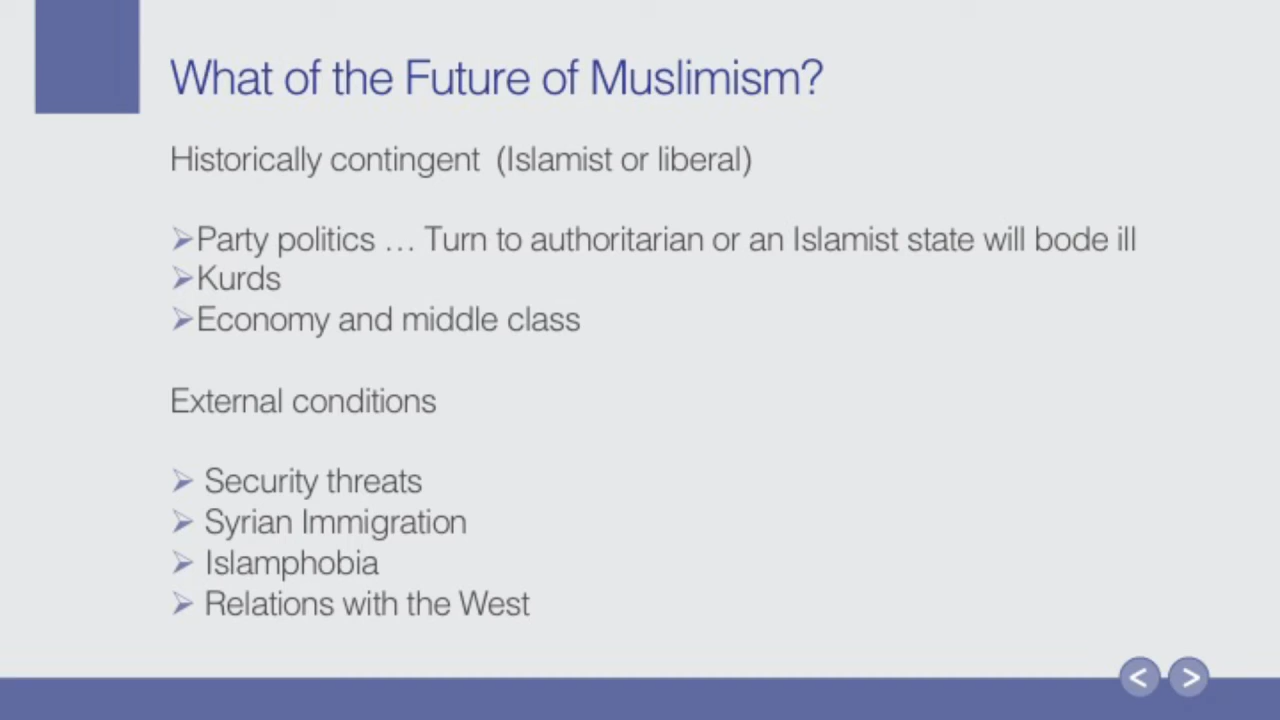 What of the Future of Muslimism?
Historically contingent (Islamist or liberal)
➢Party politics … Turn to authoritarian or an Islamist state will bode ill
➢Kurds
➢Economy and middle class
External conditions
➢ Security threats
➢ Syrian Immigration
➢ Islamphobia
➢ Relations with the West
< >